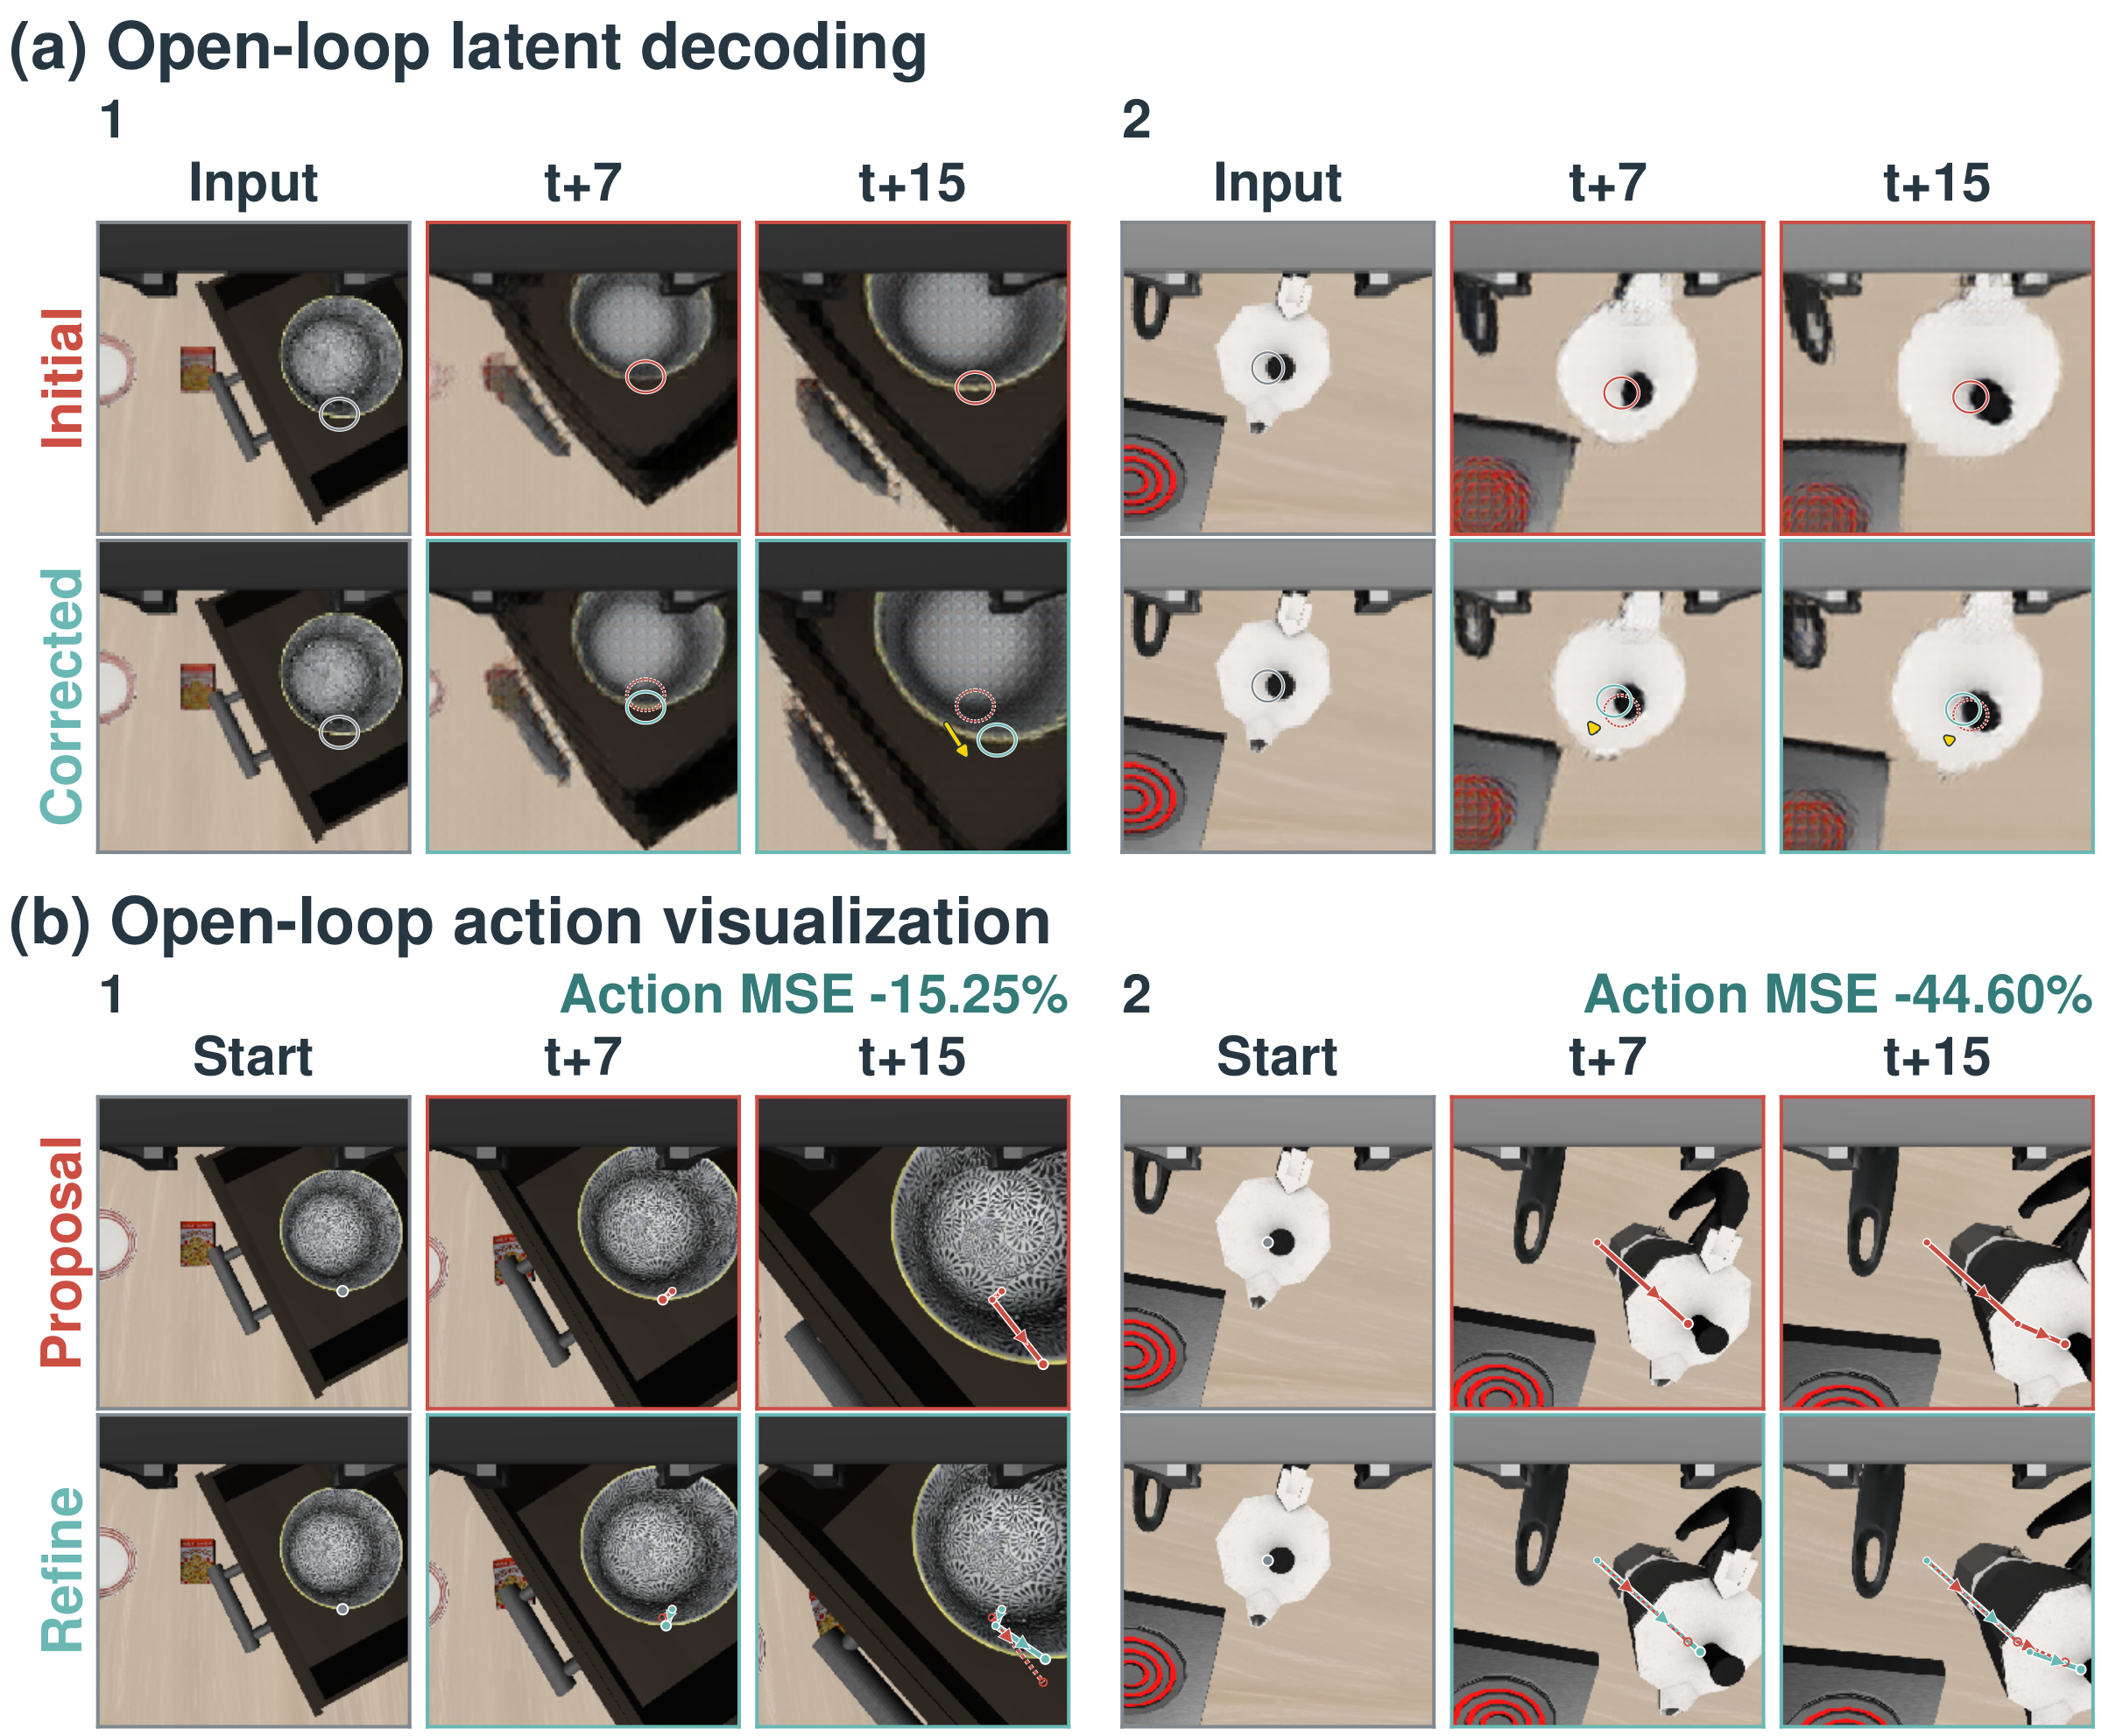 (a) Open-loop latent decoding
1
2
Input t+7 t+15
Input t+7 t+15
Initial
Corrected
(b) Open-loop action visualization
1 Action MSE -15.25%
2 Action MSE -44.60%
Start t+7 t+15
Start t+7 t+15
Proposal
Refine